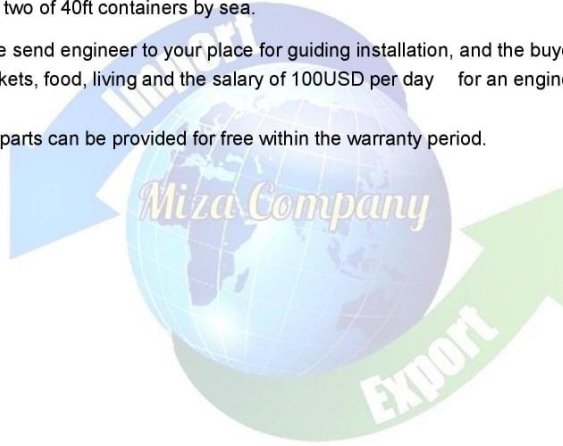 two of 40ft containers by sea.
e send engineer to your place for guiding installation, and the buye
kets, food, living and the salary of 100USD per day for an engine
parts can be provided for free within the warranty period.
Import
Miza Company
Export